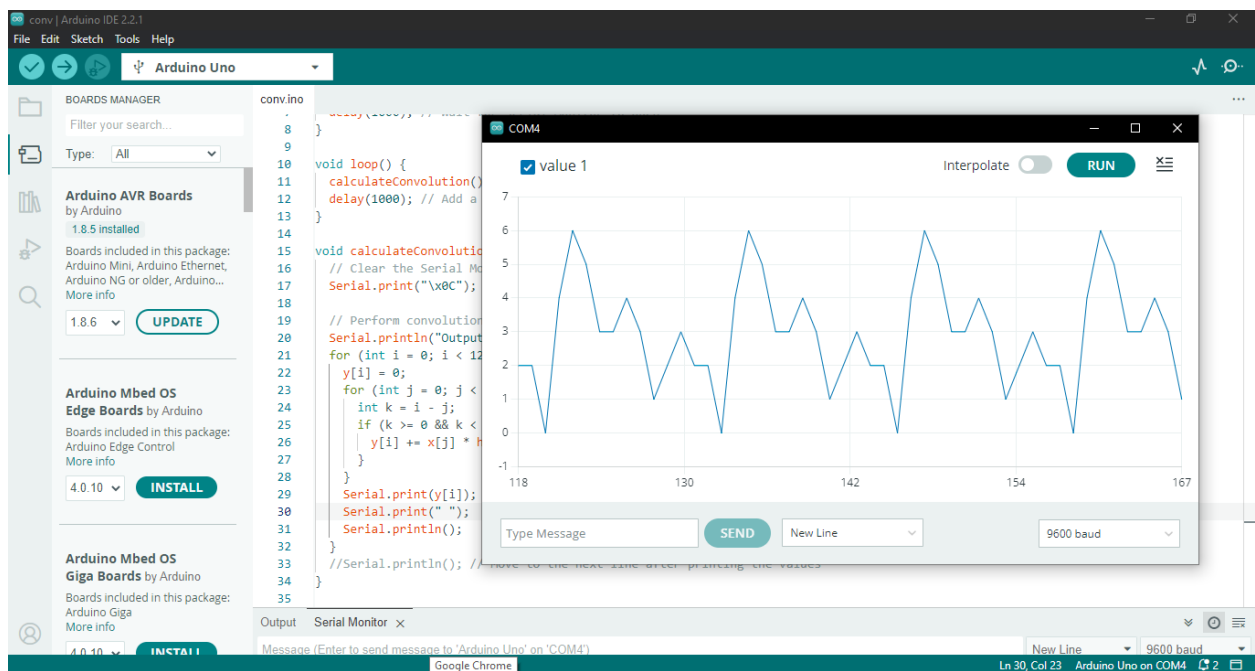 conv | Arduino IDE 2.2.1
File Edit Sketch Tools Help
Arduino Uno
BOARDS MANAGER
Filter your search...
Type: All
Arduino AVR Boards
by Arduino
1.8.5 installed
Boards included in this package:
Arduino Mini, Arduino Ethernet,
Arduino NG or older, Arduino...
More info
1.8.6 UPDATE
Arduino Mbed OS
Edge Boards by Arduino
Boards included in this package:
Arduino Edge Control
More info
4.0.10 INSTALL
Arduino Mbed OS
Giga Boards by Arduino
Boards included in this package:
Arduino Giga
More info
4.0.10 INSTALL
conv.ino
delay(1000); // Wait
8 }
9
10 void loop() {
11 calculateConvolution()
12 delay(1000); // Add a
13 }
14
15 void calculateConvolutio
16 // Clear the Serial Mo
17 Serial.print("\x0C");
18
19 // Perform convolution
20 Serial.println("Output
21 for (int i = 0; i < 12
22 y[i] = 0;
23 for (int j = 0; j <
24 int k = i - j;
25 if (k >= 0 && k <
26 y[i] += x[j] * h
27 }
28 }
29 Serial.print(y[i]);
30 Serial.print(" ");
31 Serial.println();
32 }
33 //Serial.println(); // Move to the next line after printing the values
34 }
35
COM4
value 1
Interpolate RUN
7
6
5
4
3
2
1
0
-1
118 130 142 154 167
Type Message SEND New Line 9600 baud
Output Serial Monitor
Message (Enter to send message to 'Arduino Uno' on 'COM4')
New Line 9600 baud
Google Chrome
Ln 30, Col 23 Arduino Uno on COM4 2